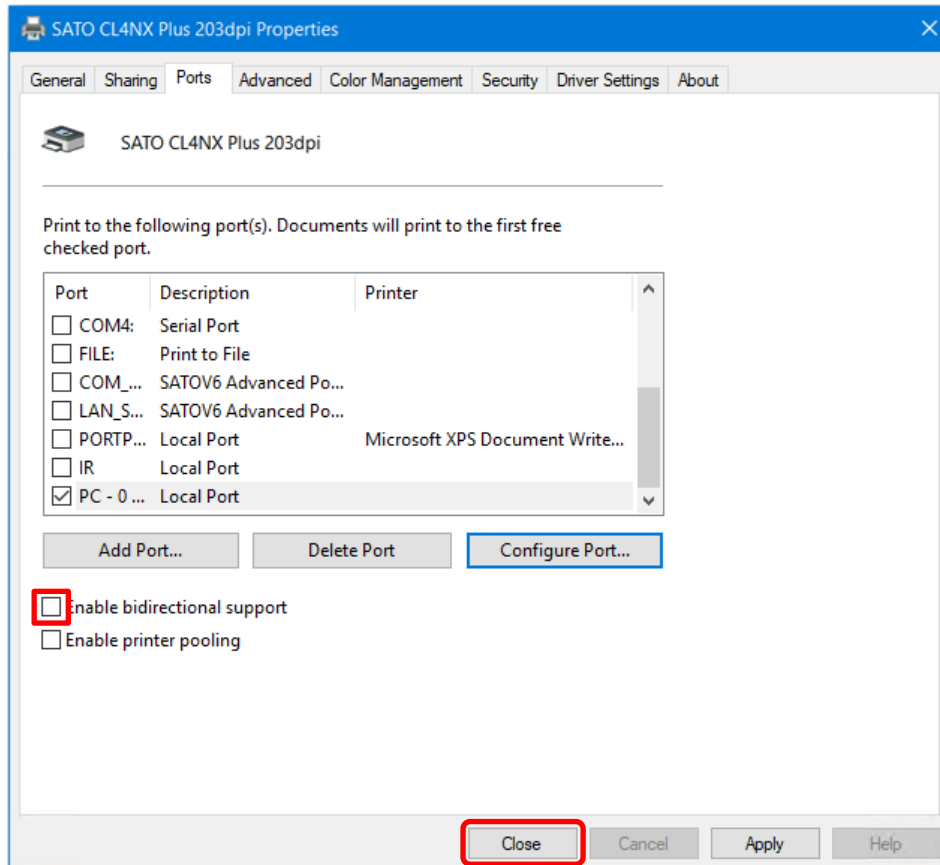 SATO CL4NX Plus 203dpi Properties
General Sharing Ports Advanced Color Management Security Driver Settings About
SATO CL4NX Plus 203dpi
Print to the following port(s). Documents will print to the first free
checked port.
Port Description Printer
COM4: Serial Port
FILE: Print to File
COM_... SATOV6 Advanced Po...
LAN_S... SATOV6 Advanced Po...
PORTP... Local Port Microsoft XPS Document Write...
IR Local Port
PC - 0 ... Local Port
Add Port... Delete Port Configure Port...
Enable bidirectional support
Enable printer pooling
Close Cancel Apply Help